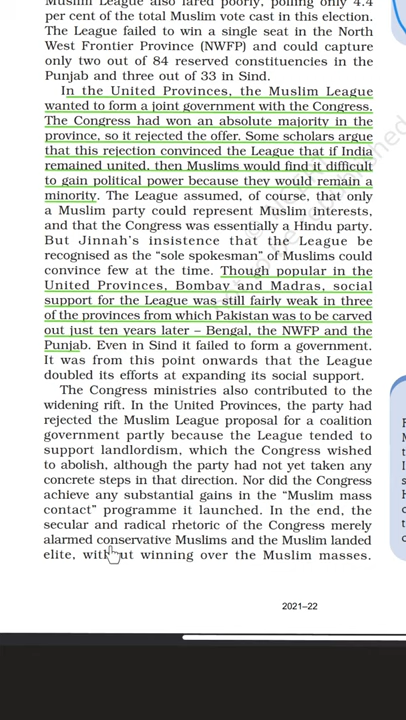 Muslim League also fared poorly, polling only 4.4
per cent of the total Muslim vote cast in this election.
The League failed to win a single seat in the North
West Frontier Province (NWFP) and could capture
only two out of 84 reserved constituencies in the
Punjab and three out of 33 in Sind.
In the United Provinces, the Muslim League
wanted to form a joint government with the Congress.
The Congress had won an absolute majority in the
province, so it rejected the offer. Some scholars argue
that this rejection convinced the League that if India
remained united, then Muslims would find it difficult
to gain political power because they would remain a
minority. The League assumed, of course, that only
a Muslim party could represent Muslim interests,
and that the Congress was essentially a Hindu party.
But Jinnah's insistence that the League be
recognised as the “sole spokesman” of Muslims could
convince few at the time. Though popular in the
United Provinces, Bombay and Madras, social
support for the League was still fairly weak in three
of the provinces from which Pakistan was to be carved
out just ten years later – Bengal, the NWFP and the
Punjab. Even in Sind it failed to form a government.
It was from this point onwards that the League
doubled its efforts at expanding its social support.
The Congress ministries also contributed to the
widening rift. In the United Provinces, the party had
rejected the Muslim League proposal for a coalition
government partly because the League tended to
support landlordism, which the Congress wished
to abolish, although the party had not yet taken any
concrete steps in that direction. Nor did the Congress
achieve any substantial gains in the “Muslim mass
contact” programme it launched. In the end, the
secular and radical rhetoric of the Congress merely
alarmed conservative Muslims and the Muslim landed
elite, without winning over the Muslim masses.
2021–22